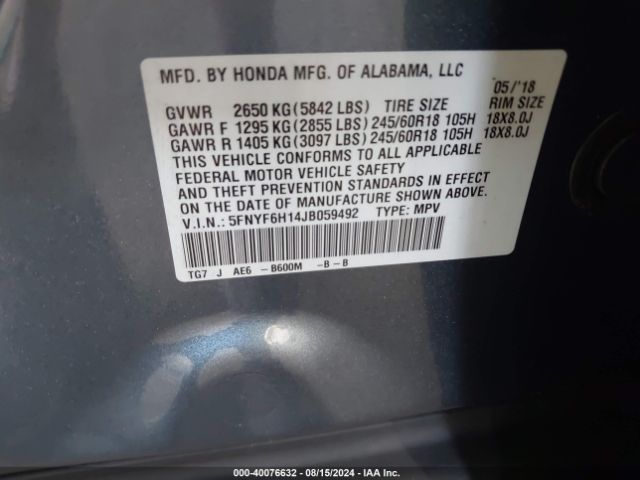 MFD. BY HONDA MFG. OF ALABAMA, LLC 05/'18
GVWR 2650 KG(5842 LBS) TIRE SIZE RIM SIZE
GAWR F 1295 KG(2855 LBS)245/60R18 105H 18X8.0J
GAWR R 1405 KG(3097 LBS)245/60R18 105H 18X8.0J
THIS VEHICLE CONFORMS TO ALL APPLICABLE
FEDERAL MOTOR VEHICLE SAFETY
AND THEFT PREVENTION STANDARDS IN EFFECT
ON THE DATE OF MANUFACTURE SHOWN ABOVE.
V.I.N.: 5FNYF6H14JB059492 TYPE: MPV
TG7 J AE6 -B600M -B-B
000-40076632 - 08/15/2024 - IAA Inc.